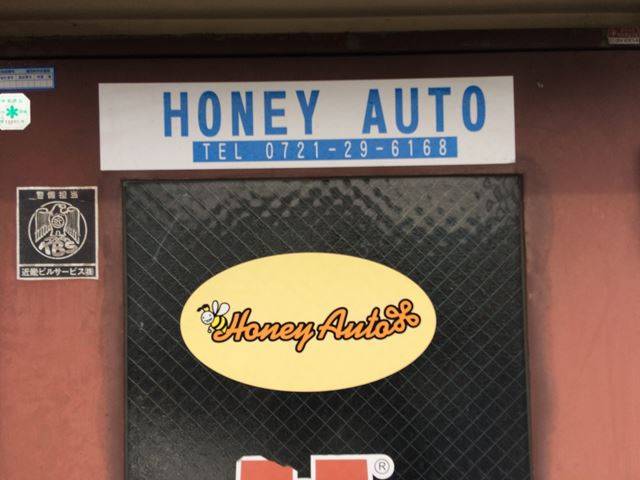 HONEY AUTO
TEL 0721-29-6168
警備担当
KBS
近畿ビルサービス㈱
Honey Auto
®